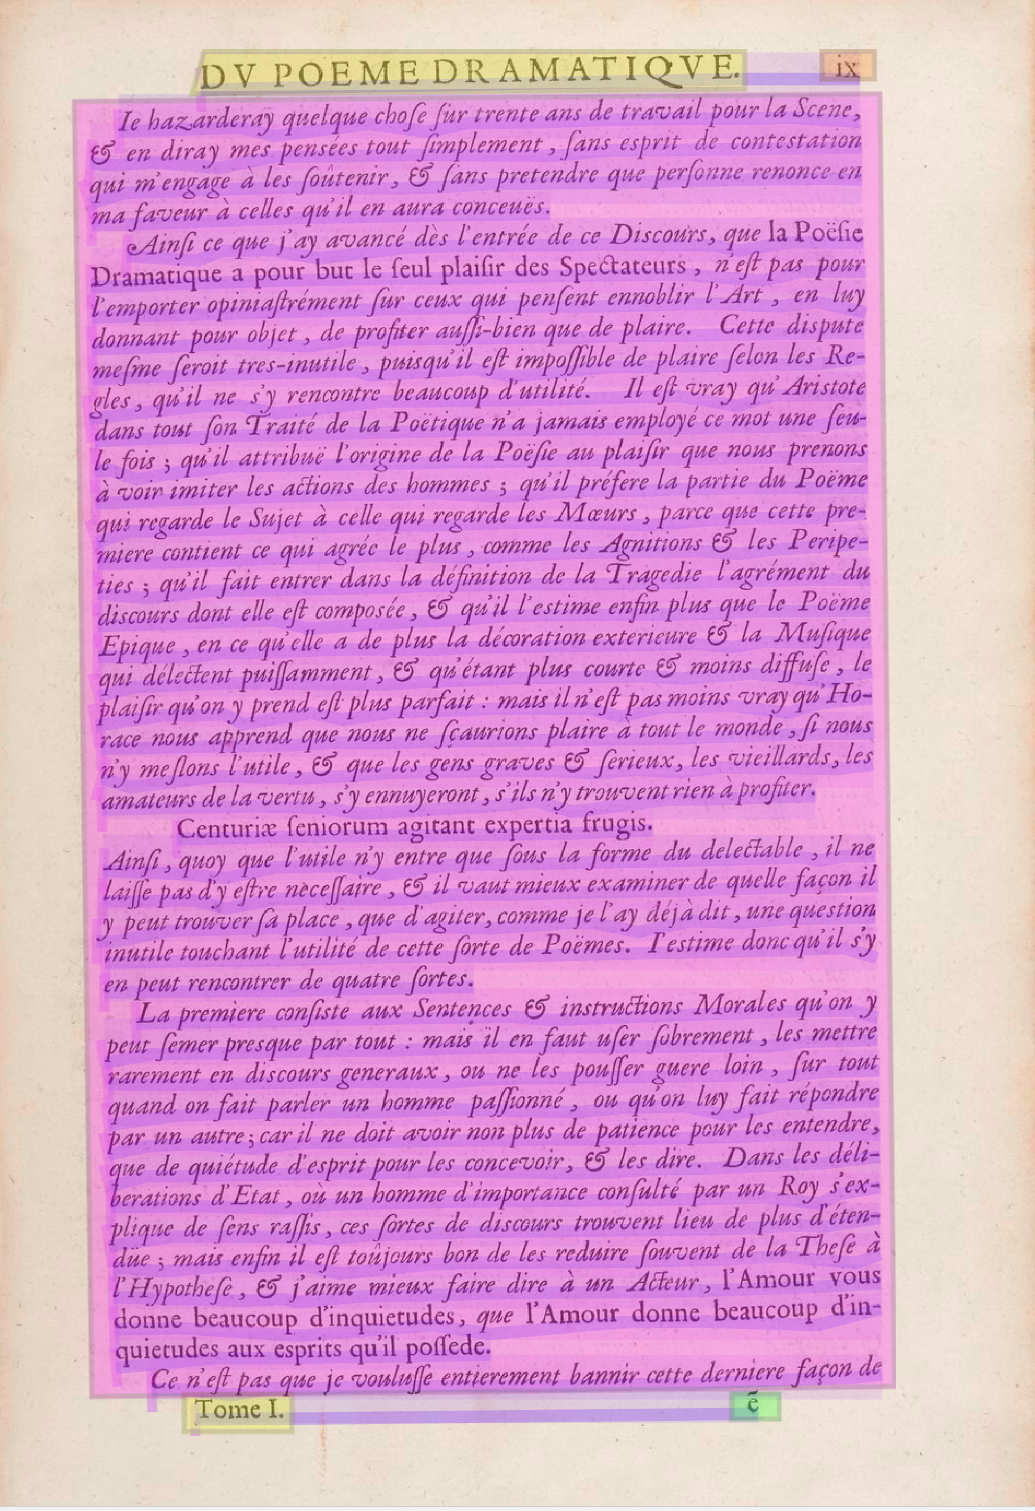 DV POEME DRAMATIQVE. ix
Ie hazarderay quelque chose sur trente ans de travail pour la Scene,
& en diray mes pensées tout simplement, sans esprit de contestation
qui m'engage à les soûtenir, & sans pretendre que personne renonce en
ma faveur à celles qu'il en aura conceuës.
Ainsi ce que j'ay avancé dès l'entrée de ce Discours, que la Poësie
Dramatique a pour but le seul plaisir des Spectateurs, n'est pas pour
l'emporter opiniastrément sur ceux qui pensent ennoblir l'Art, en luy
donnant pour objet, de profiter aussi-bien que de plaire. Cette dispute
mesme seroit tres-inutile, puisqu'il est impossible de plaire selon les Re-
gles, qu'il ne s'y rencontre beaucoup d'utilité. Il est vray qu'Aristote
dans tout son Traité de la Poëtique n'a jamais employé ce mot une seu-
le fois; qu'il attribuë l'origine de la Poësie au plaisir que nous prenons
à voir imiter les actions des hommes; qu'il préfere la partie du Poëme
qui regarde le Sujet à celle qui regarde les Mœurs, parce que cette pre-
miere contient ce qui agrée le plus, comme les Agnitions & les Peripe-
ties; qu'il fait entrer dans la définition de la Tragedie l'agrément du
discours dont elle est composée, & qu'il l'estime enfin plus que le Poëme
Epique, en ce qu'elle a de plus la décoration exterieure & la Musique
qui délectent puissamment, & qu'étant plus courte & moins diffuse, le
plaisir qu'on y prend est plus parfait: mais il n'est pas moins vray qu'Ho-
race nous apprend que nous ne sçaurions plaire à tout le monde, si nous
n'y meslons l'utile, & que les gens graves & serieux, les vieillards, les
amateurs de la vertu, s'y ennuyeront, s'ils n'y trouvent rien à profiter.
Centuriæ seniorum agitant expertia frugis.
Ainsi, quoy que l'utile n'y entre que sous la forme du delectable, il ne
laisse pas d'y estre necessaire, & il vaut mieux examiner de quelle façon il
y peut trouver sa place, que d'agiter, comme je l'ay déjà dit, une question
inutile touchant l'utilité de cette sorte de Poëmes. I'estime donc qu'il s'y
en peut rencontrer de quatre sortes.
La premiere consiste aux Sentences & instructions Morales qu'on y
peut semer presque par tout: mais il en faut user sobrement, les mettre
rarement en discours generaux, ou ne les pousser guere loin, sur tout
quand on fait parler un homme passionné, ou qu'on luy fait répondre
par un autre; car il ne doit avoir non plus de patience pour les entendre,
que de quiétude d'esprit pour les concevoir, & les dire. Dans les déli-
berations d'Etat, où un homme d'importance consulté par un Roy s'ex-
plique de sens rassis, ces sortes de discours trouvent lieu de plus d'éten-
düe; mais enfin il est toûjours bon de les reduire souvent de la These à
l'Hypothese, & j'aime mieux faire dire à un Acteur, l'Amour vous
donne beaucoup d'inquietudes, que l'Amour donne beaucoup d'in-
quietudes aux esprits qu'il possede.
Ce n'est pas que je voulusse entierement bannir cette derniere façon de
Tome I. ẽ